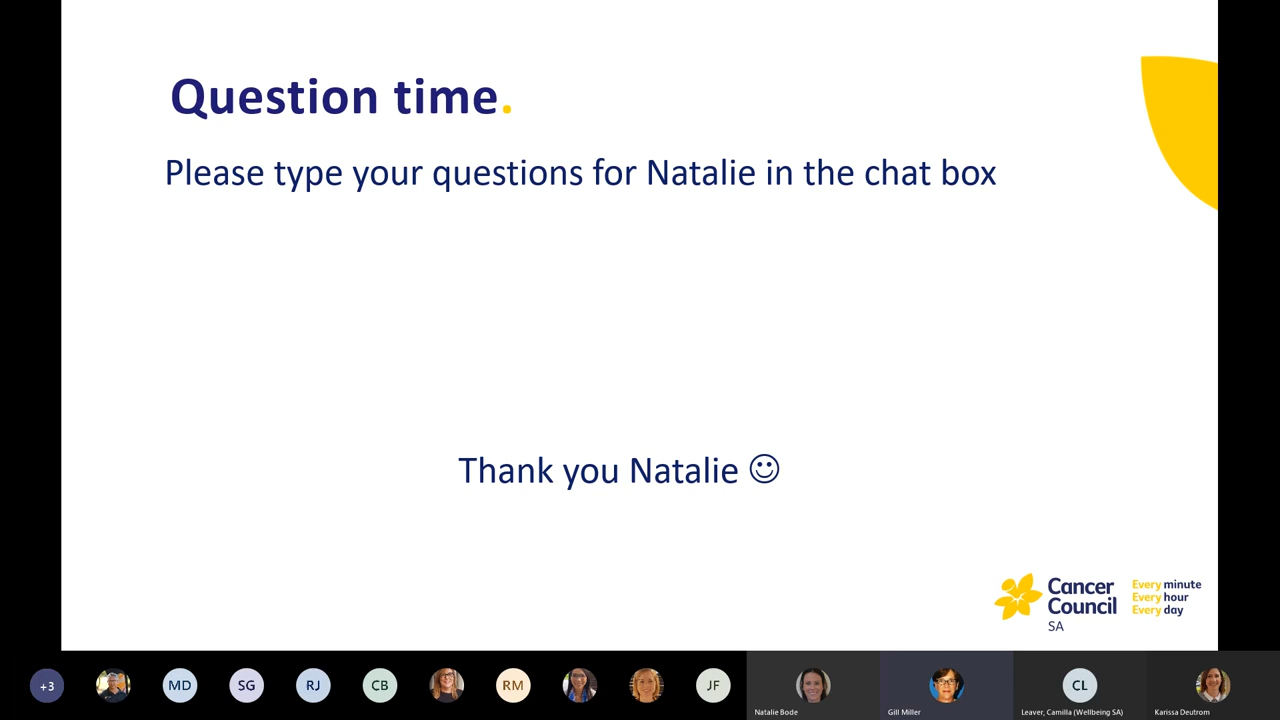 Question time.
Please type your questions for Natalie in the chat box
Thank you Natalie ☺
Cancer
Council
SA
Every minute
Every hour
Every day
+3
MD
SG
RJ
CB
RM
JF
CL
Natalie Bode
Gill Miller
Leaver, Camilla (Wellbeing SA)
Karissa Deutrom